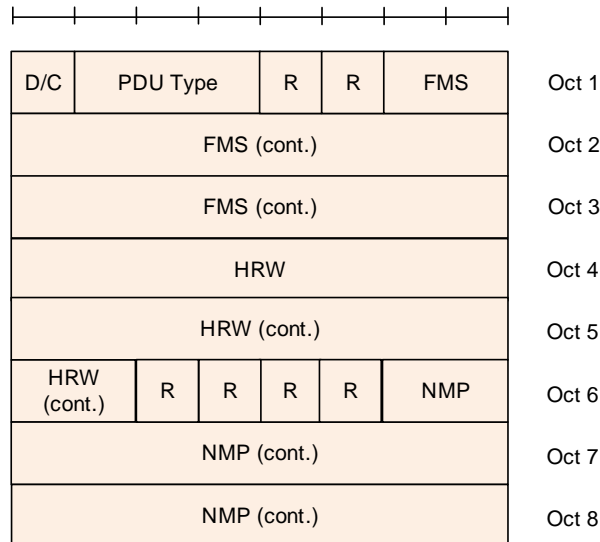 D/C PDU Type R R FMS Oct 1
FMS (cont.) Oct 2
FMS (cont.) Oct 3
HRW Oct 4
HRW (cont.) Oct 5
HRW (cont.) R R R R NMP Oct 6
NMP (cont.) Oct 7
NMP (cont.) Oct 8